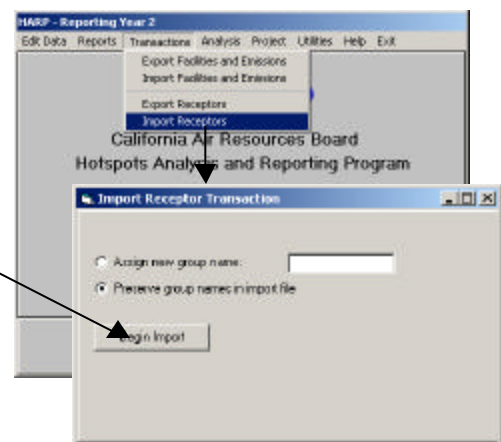 HARP - Reporting Year 2
Edit Data Reports Transactions Analysis Project Utilities Help Exit
Export Facilities and Emissions
Import Facilities and Emissions
Export Receptors
Import Receptors
California Air Resources Board
Hotspots Analysis and Reporting Program
Import Receptor Transaction
Assign new group name:
Preserve group names in import file
Begin Import